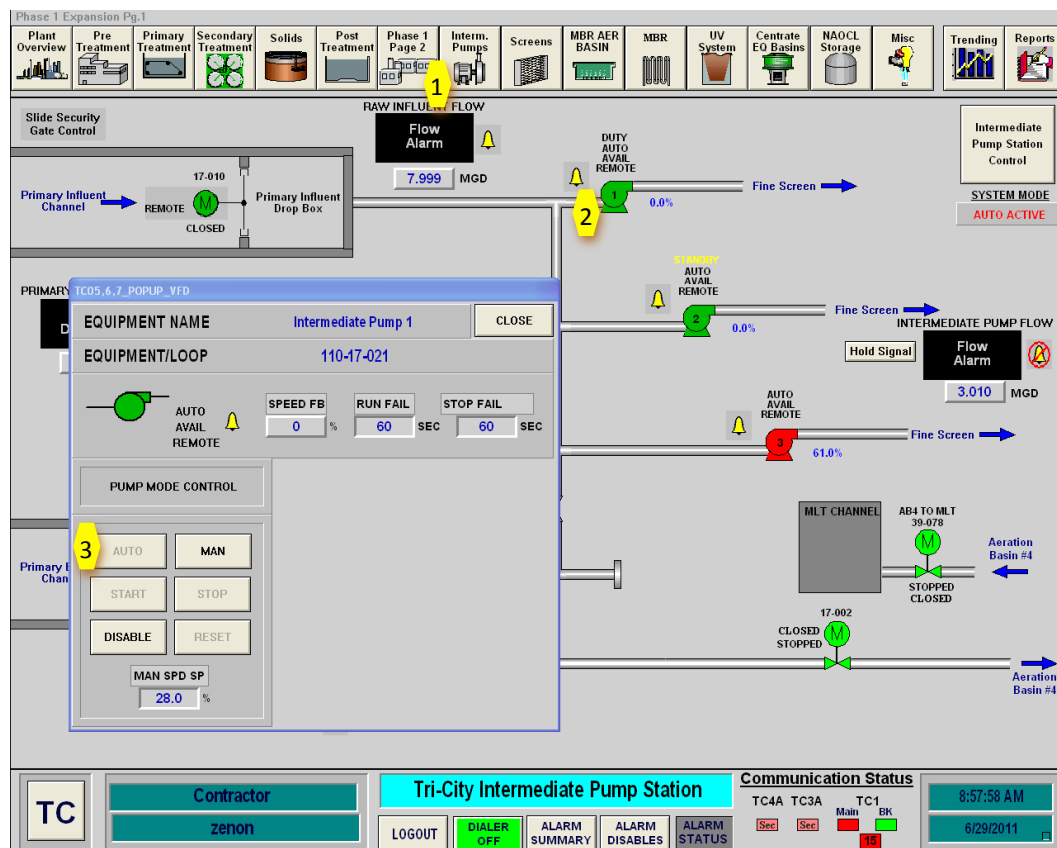 Phase 1 Expansion Pg.1
Plant Overview
Pre Treatment
Primary Treatment
Secondary Treatment
Solids
Post Treatment
Phase 1 Page 2
Interm. Pumps
Screens
MBR AER BASIN
MBR
UV System
Centrate EQ Basins
NAOCL Storage
Misc
Trending
Reports
1
Slide Security
Gate Control
RAW INFLUENT FLOW
Flow
Alarm
7.999 MGD
DUTY
AUTO
AVAIL
REMOTE
1
2
0.0%
Fine Screen
Intermediate
Pump Station
Control
SYSTEM MODE
AUTO ACTIVE
Primary Influent
Channel
17-010
REMOTE
M
CLOSED
Primary Influent
Drop Box
STANDBY
AUTO
AVAIL
REMOTE
2
0.0%
Fine Screen
PRIMARY
D
INTERMEDIATE PUMP FLOW
Hold Signal
Flow
Alarm
3.010 MGD
AUTO
AVAIL
REMOTE
3
61.0%
Fine Screen
TC05,6,7_POPUP_VFD
EQUIPMENT NAME Intermediate Pump 1 CLOSE
EQUIPMENT/LOOP 110-17-021
AUTO
AVAIL
REMOTE
SPEED FB RUN FAIL STOP FAIL
0 % 60 SEC 60 SEC
PUMP MODE CONTROL
3
AUTO MAN
START STOP
DISABLE RESET
MAN SPD SP
28.0 %
Primary E
Chan
MLT CHANNEL
AB4 TO MLT
39-078
M
STOPPED
CLOSED
Aeration
Basin #4
17-002
CLOSED
STOPPED
M
Aeration
Basin #4
TC
Contractor
zenon
Tri-City Intermediate Pump Station
LOGOUT
DIALER OFF
ALARM SUMMARY
ALARM DISABLES
ALARM STATUS
Communication Status
TC4A TC3A TC1
Main BK
Sec Sec
15
8:57:58 AM
6/29/2011